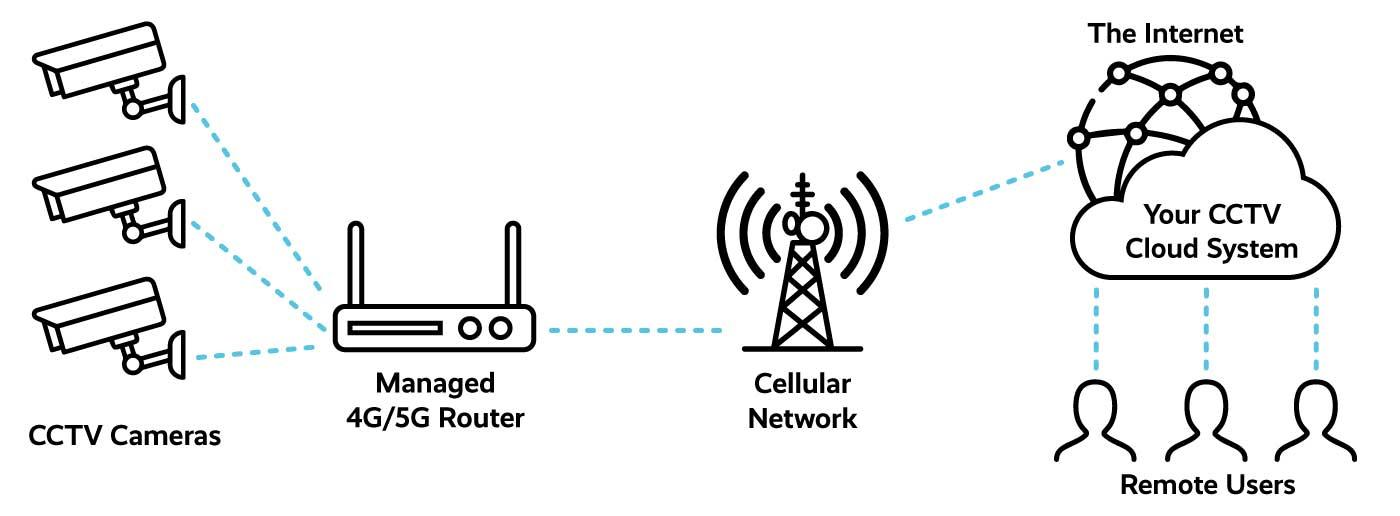 The Internet
Your CCTV
Cloud System
Managed
4G/5G Router
Cellular
Network
CCTV Cameras
Remote Users